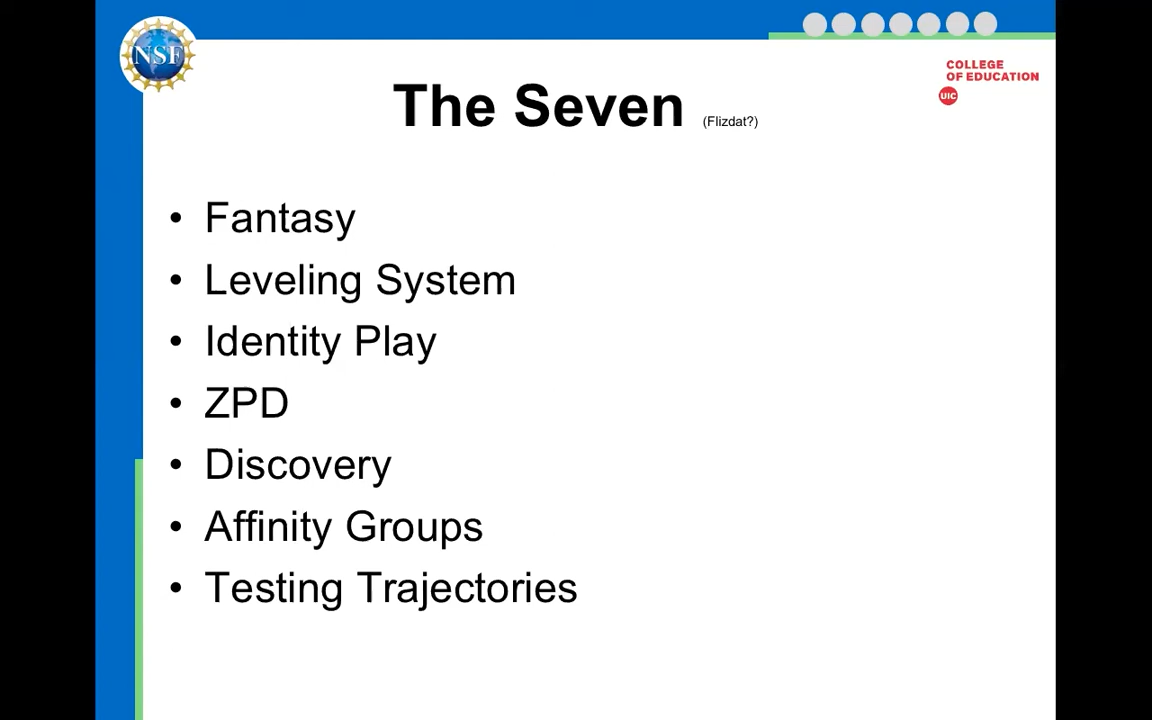 NSF
COLLEGE
OF EDUCATION
UIC
The Seven (Flizdat?)
• Fantasy
• Leveling System
• Identity Play
• ZPD
• Discovery
• Affinity Groups
• Testing Trajectories